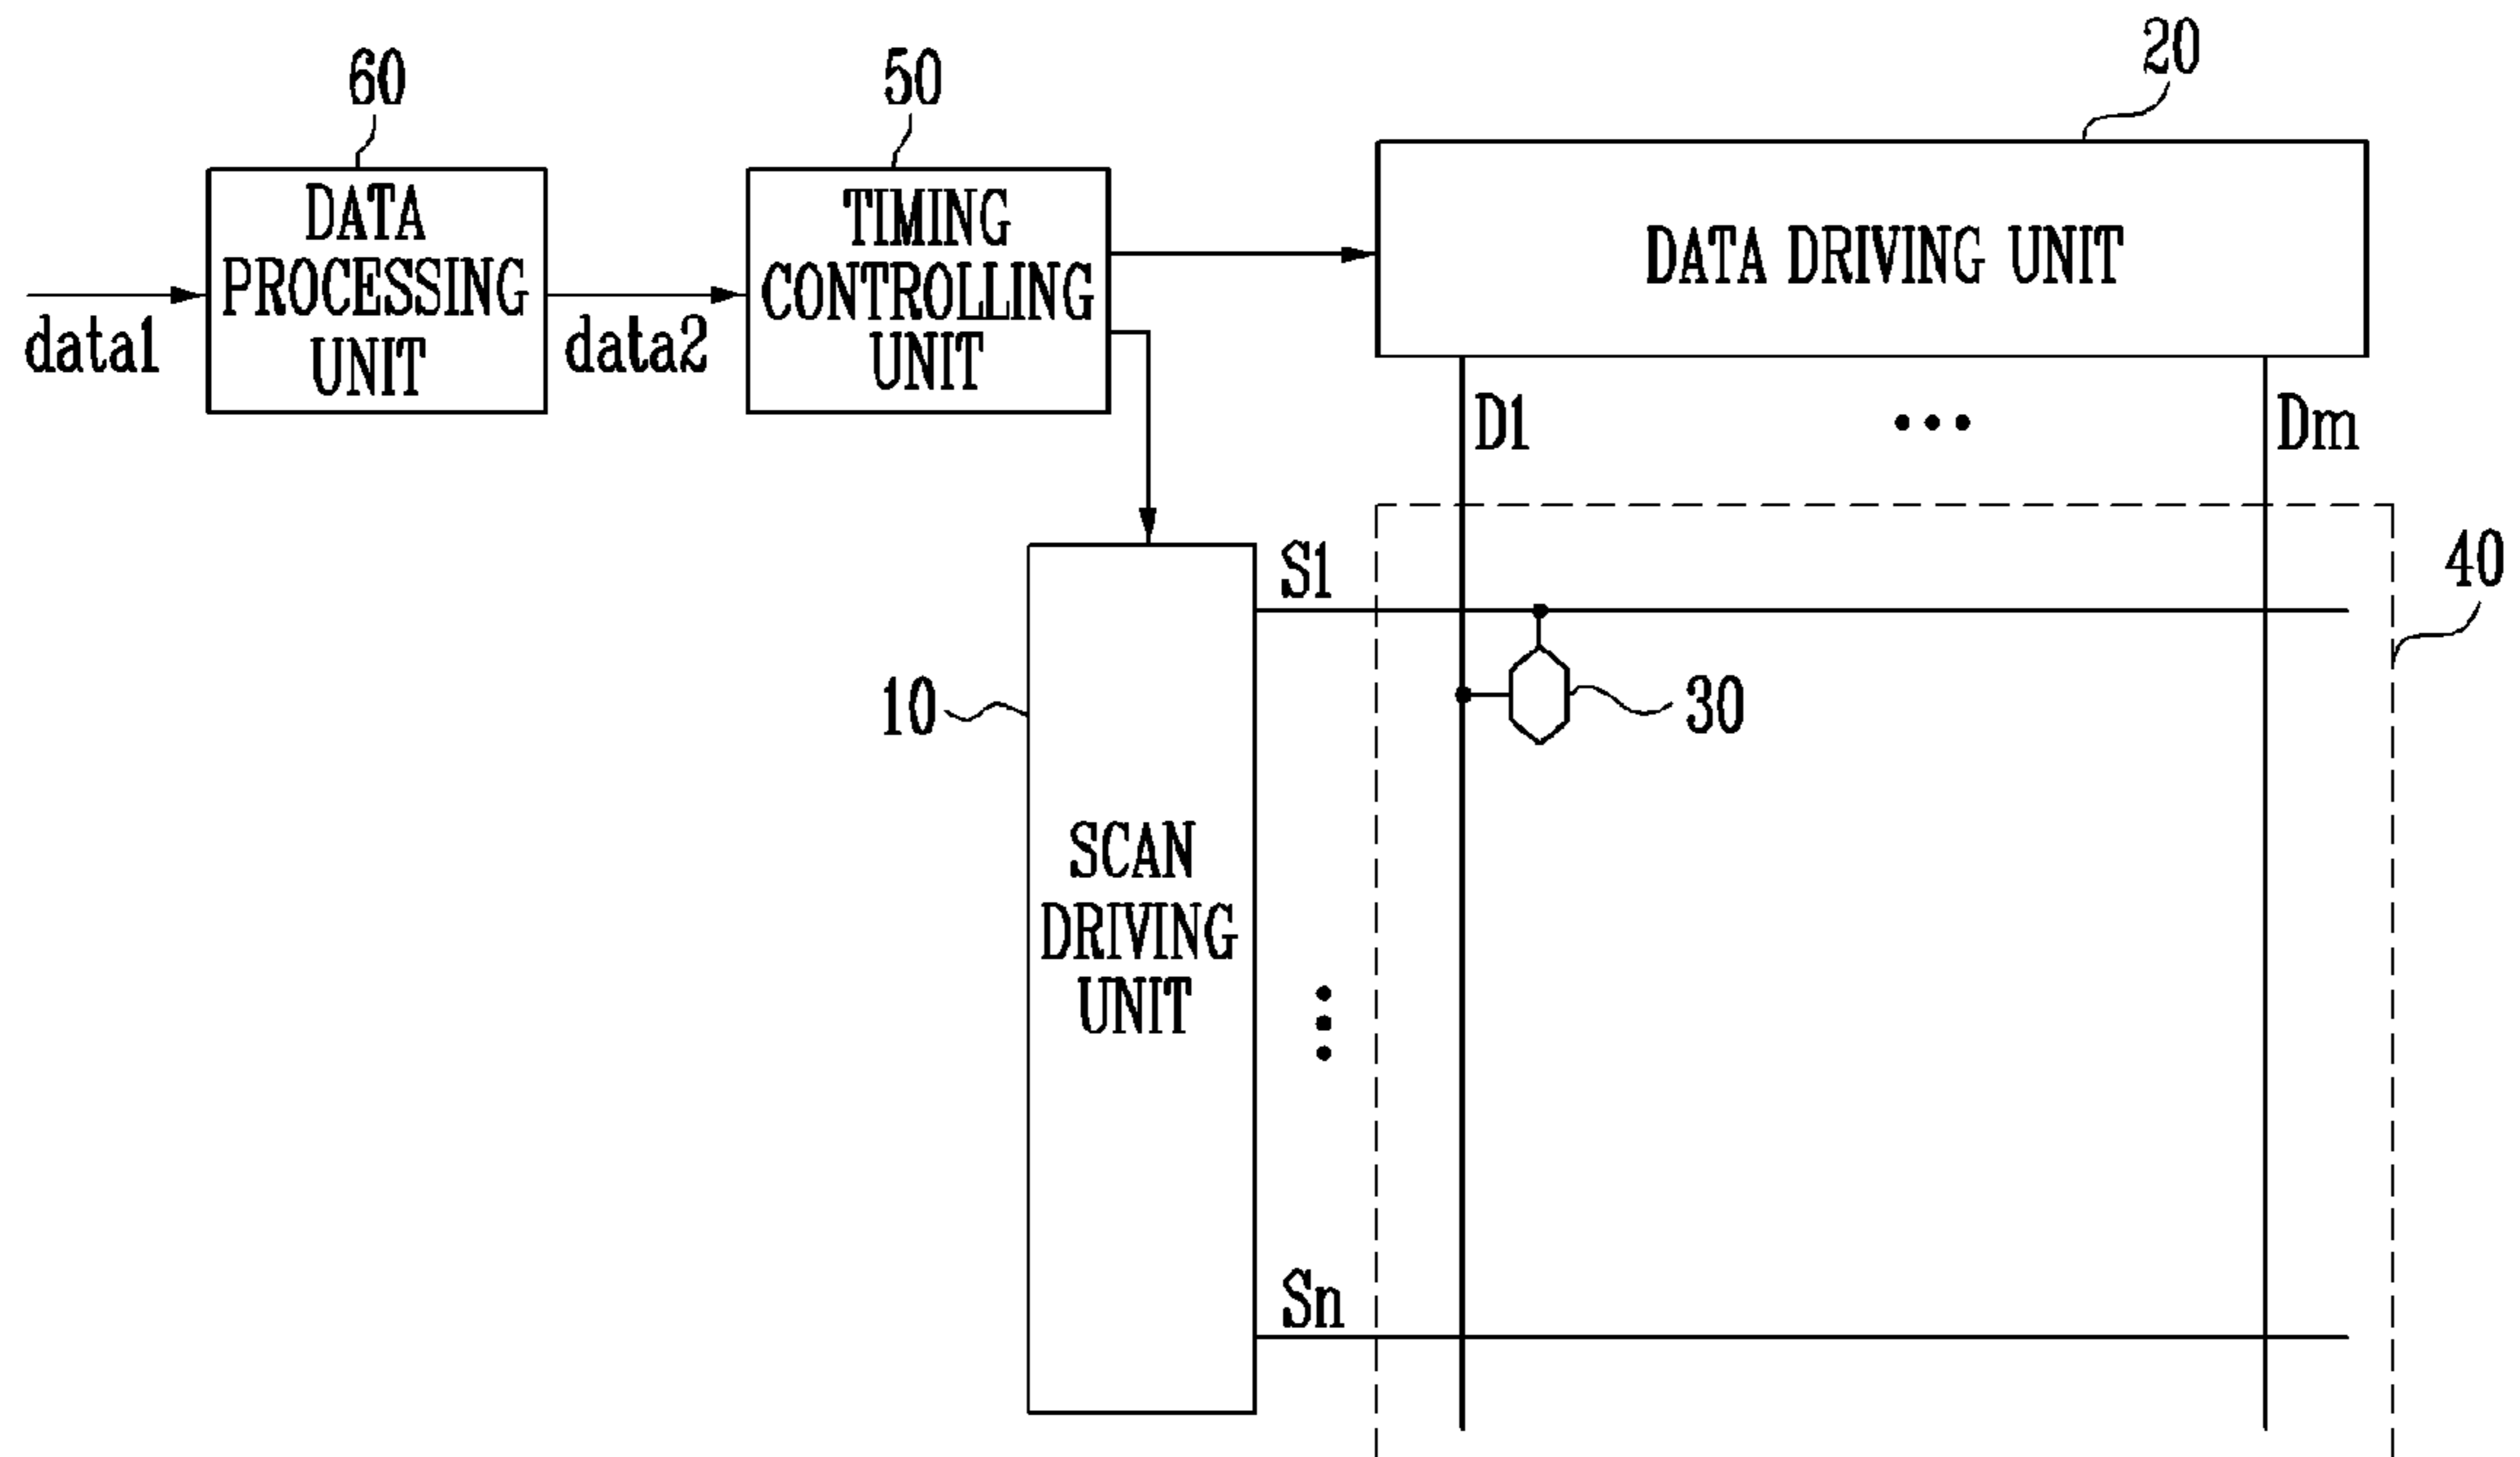 60
50
20
DATA
PROCESSING
UNIT
TIMING
CONTROLLING
UNIT
DATA DRIVING UNIT
data1
data2
D1
...
Dm
40
S1
10
30
SCAN
DRIVING
UNIT
Sn